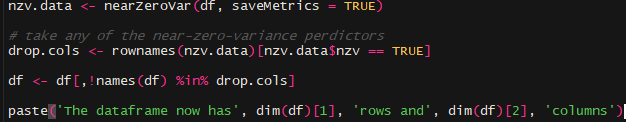 nzv.data <- nearZeroVar(df, saveMetrics = TRUE)
# take any of the near-zero-variance perdictors
drop.cols <- rownames(nzv.data)[nzv.data$nzv == TRUE]
df <- df[,!names(df) %in% drop.cols]
paste('The dataframe now has', dim(df)[1], 'rows and', dim(df)[2], 'columns')